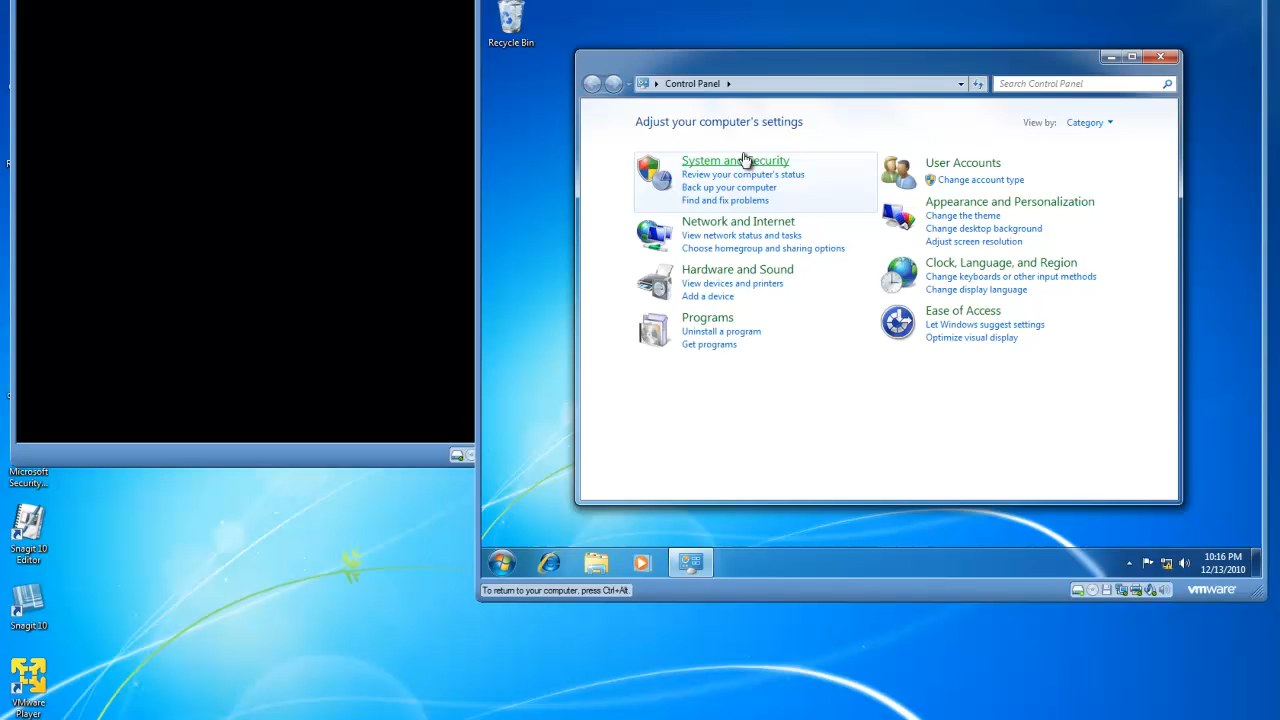 Recycle Bin
Control Panel
Search Control Panel
Adjust your computer's settings
View by: Category
System and Security
Review your computer's status
Back up your computer
Find and fix problems
Network and Internet
View network status and tasks
Choose homegroup and sharing options
Hardware and Sound
View devices and printers
Add a device
Programs
Uninstall a program
Get programs
User Accounts
Change account type
Appearance and Personalization
Change the theme
Change desktop background
Adjust screen resolution
Clock, Language, and Region
Change keyboards or other input methods
Change display language
Ease of Access
Let Windows suggest settings
Optimize visual display
Microsoft
Security...
Snagit 10
Editor
Snagit 10
VMware
Player
10:16 PM
12/13/2010
To return to your computer, press Ctrl+Alt.
vmware